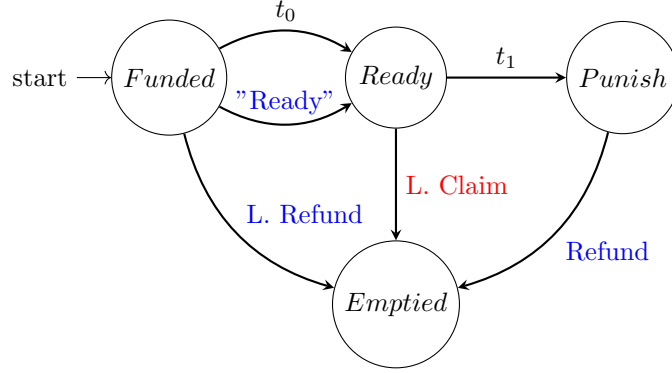 t₀
start
Funded
Ready
t₁
Punish
"Ready"
L. Claim
L. Refund
Refund
Emptied